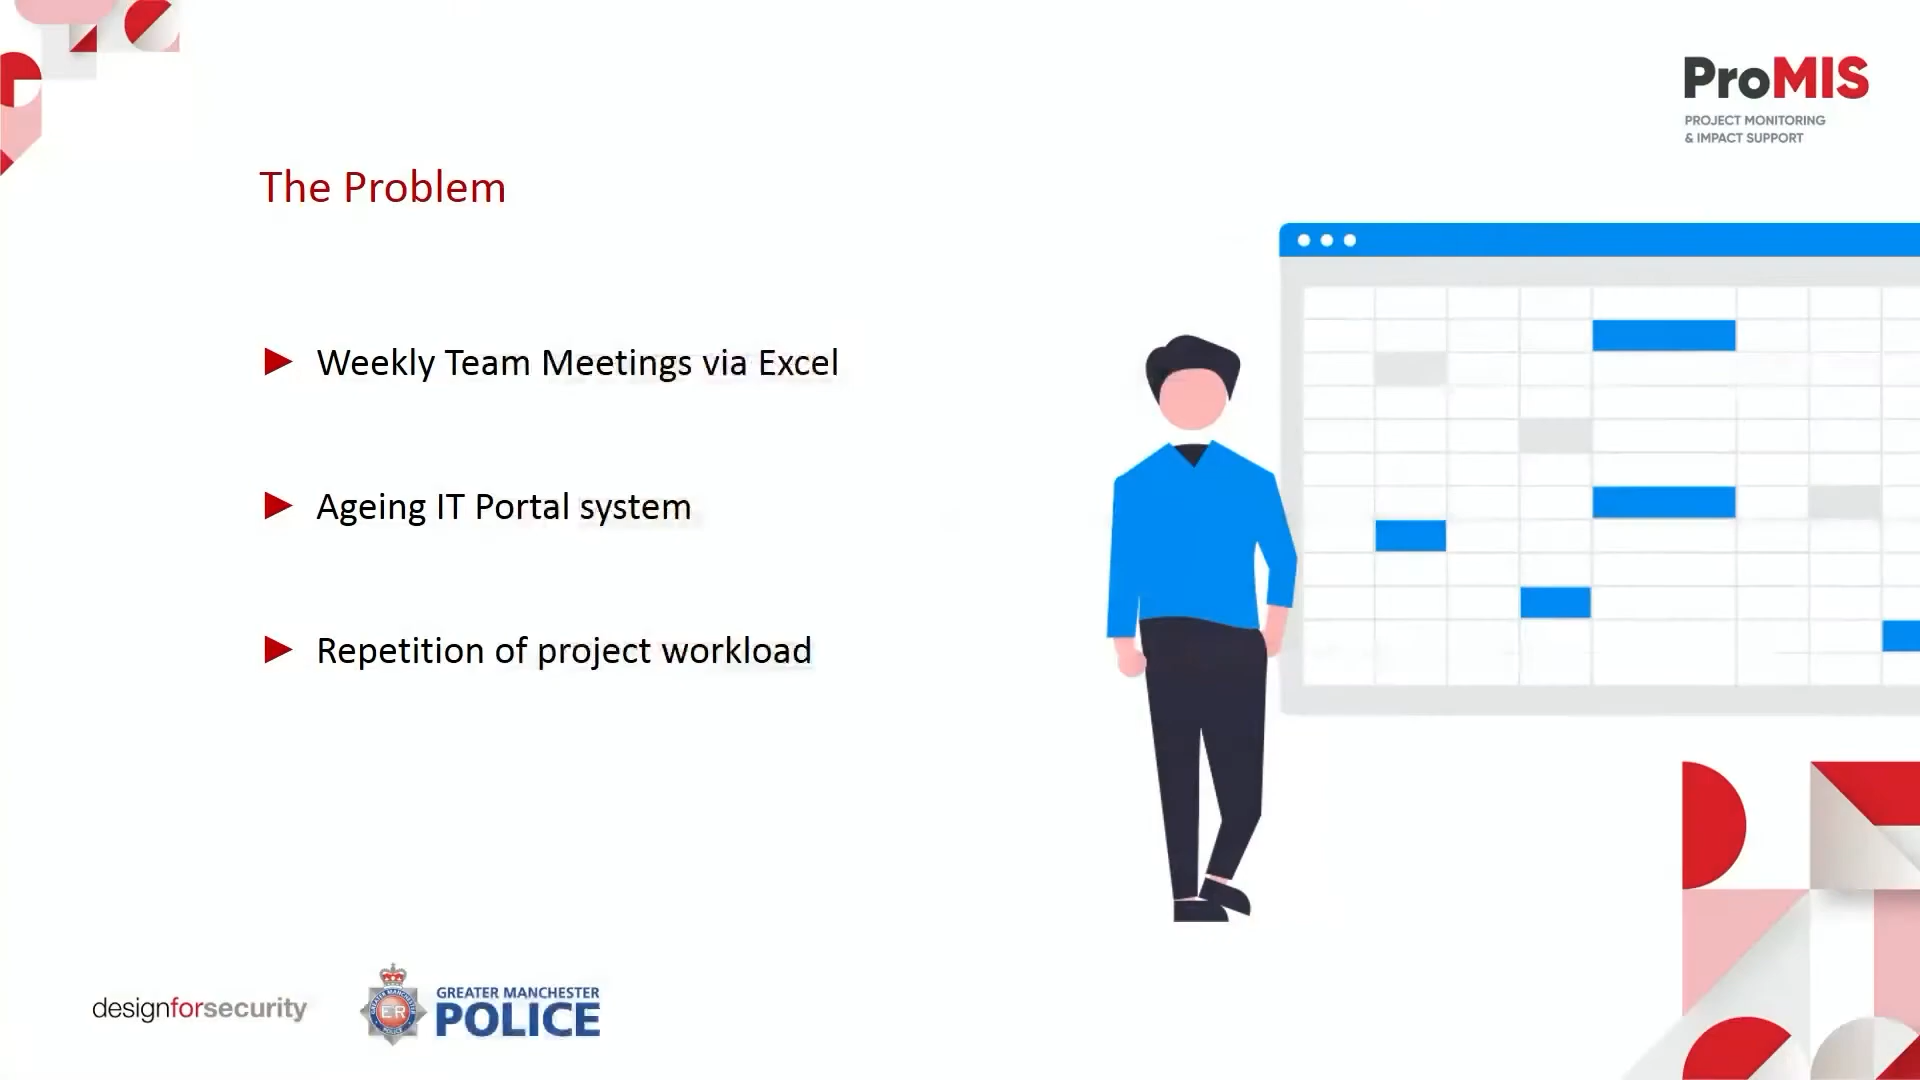 ProMIS
PROJECT MONITORING
& IMPACT SUPPORT
The Problem
Weekly Team Meetings via Excel
Ageing IT Portal system
Repetition of project workload
designforsecurity
ER
GREATER MANCHESTER
POLICE